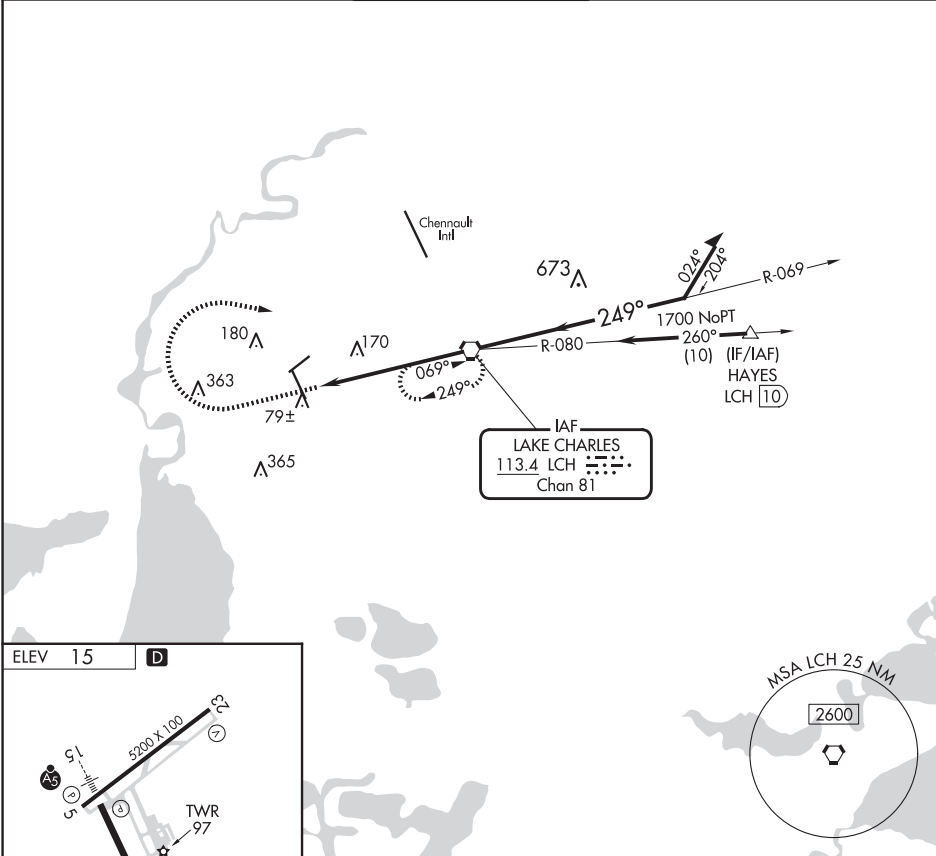 Chennault
Intl
673
024°
204°
R-069
249°
1700 NoPT
180
170
R-080
260°
(10)
(IF/IAF)
HAYES
LCH 10
069°
249°
363
79±
365
IAF
LAKE CHARLES
113.4 LCH
Chan 81
ELEV 15
D
MSA LCH 25 NM
2600
23
5200 X 100
V
15
A5
P
5
P
TWR
97